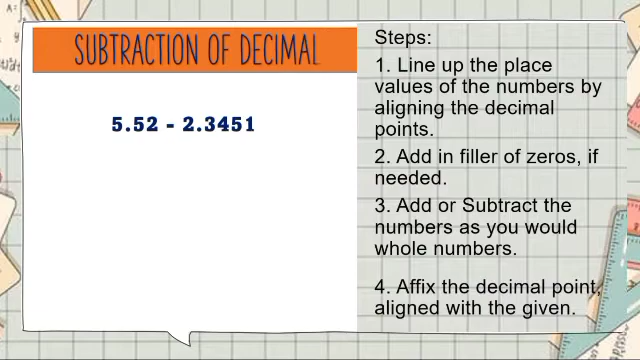 SUBTRACTION OF DECIMAL
5.52 - 2.3451
Steps:
1. Line up the place
values of the numbers by
aligning the decimal
points.
2. Add in filler of zeros, if
needed.
3. Add or Subtract the
numbers as you would
whole numbers.
4. Affix the decimal point,
aligned with the given.